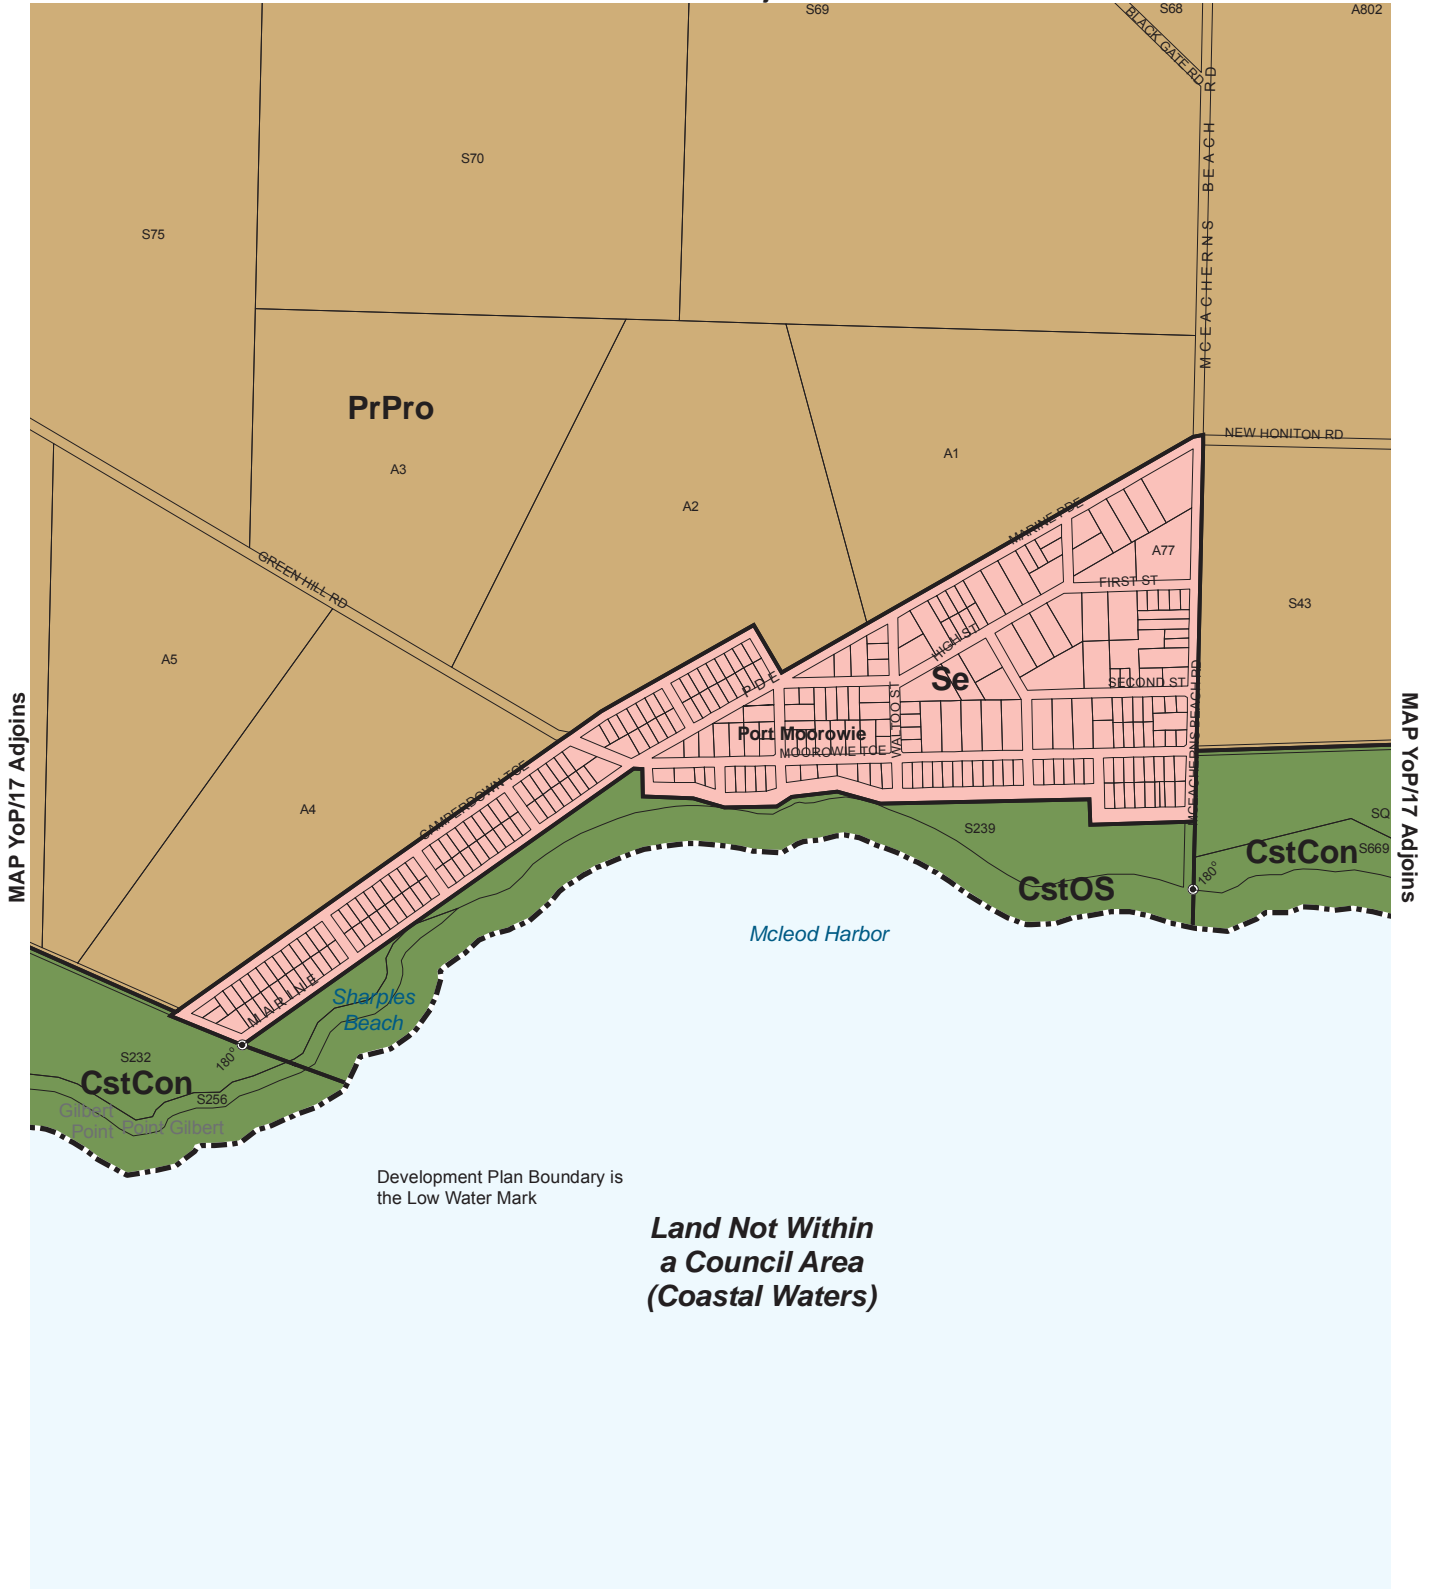 S69
S68
A802
BLACK GATE RD
MCEACHERNS BEACH RD
S70
S75
PrPro
A3
A1
A2
NEW HONITON RD
MARINE PDE
A77
FIRST ST
S43
GREEN HILL RD
A5
HIGH ST
Se
SECOND ST
PDE
WALTOO ST
MCEACHERNS BEACH RD
Port Moorowie
MOOROWIE TCE
MAP YoP/17 Adjoins
MAP YoP/17 Adjoins
CAMPERDOWN TCE
A4
S239
SQ
CstCon
S669
180°
CstOS
Mcleod Harbor
MARINE
Sharples
Beach
180°
S232
CstCon
S256
Gilbert
Point
Point Gilbert
Development Plan Boundary is
the Low Water Mark
Land Not Within
a Council Area
(Coastal Waters)